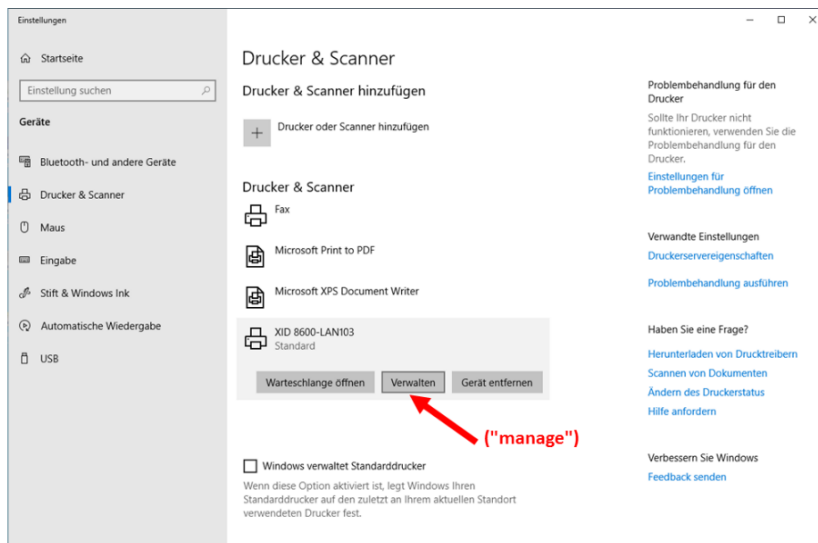 Einstellungen
Startseite
Einstellung suchen
Geräte
Bluetooth- und andere Geräte
Drucker & Scanner
Maus
Eingabe
Stift & Windows Ink
Automatische Wiedergabe
USB
Drucker & Scanner
Drucker & Scanner hinzufügen
Drucker oder Scanner hinzufügen
Drucker & Scanner
Fax
Microsoft Print to PDF
Microsoft XPS Document Writer
XID 8600-LAN103
Standard
Warteschlange öffnen Verwalten Gerät entfernen
("manage")
Windows verwaltet Standarddrucker
Wenn diese Option aktiviert ist, legt Windows Ihren
Standarddrucker auf den zuletzt an Ihrem aktuellen Standort
verwendeten Drucker fest.
Problembehandlung für den
Drucker
Sollte Ihr Drucker nicht
funktionieren, verwenden Sie die
Problembehandlung für den
Drucker.
Einstellungen für
Problembehandlung öffnen
Verwandte Einstellungen
Druckerservereigenschaften
Problembehandlung ausführen
Haben Sie eine Frage?
Herunterladen von Drucktreibern
Scannen von Dokumenten
Ändern des Druckerstatus
Hilfe anfordern
Verbessern Sie Windows
Feedback senden